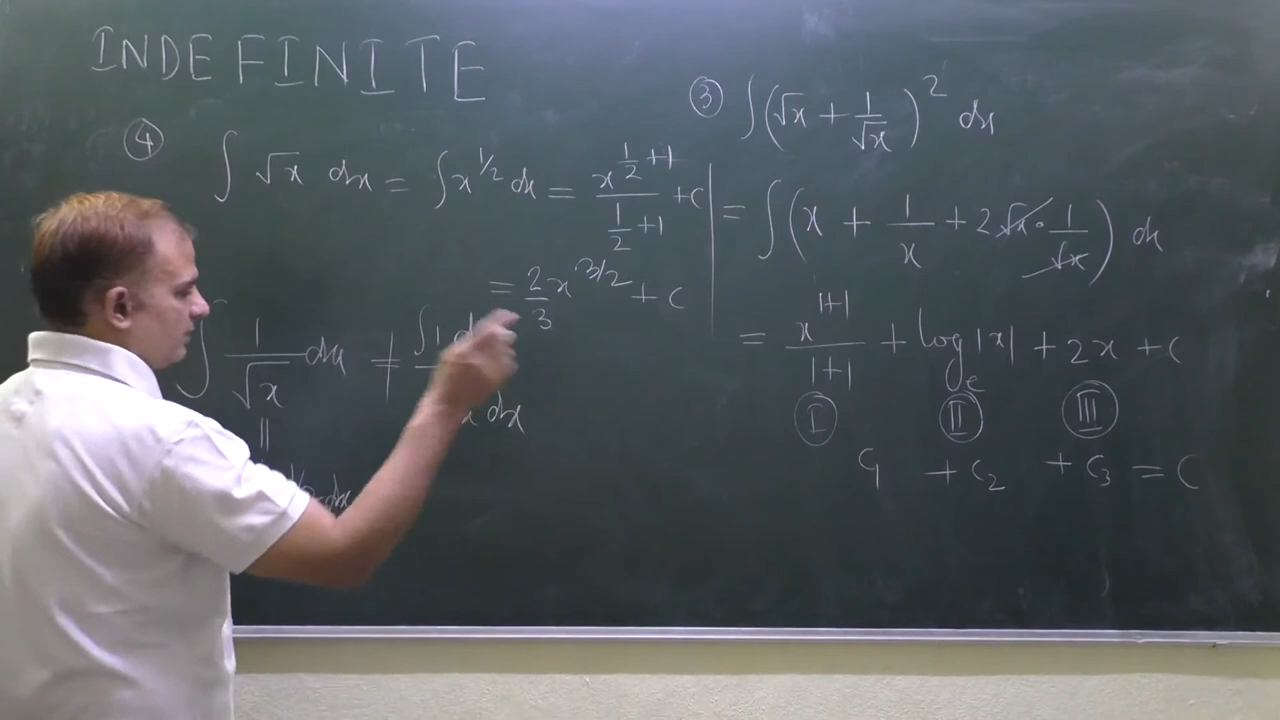 INDEFINITE
④ ∫ √x dx = ∫ x^{1/2} dx = x^{1/2+1}/(1/2+1) + C
= 2/3 x^{3/2} + C
∫ 1/√x dx ≠ ∫ 1 d
x dx
||
dx
③ ∫ (√x + 1/√x)^2 dx
= ∫ (x + 1/x + 2√x · 1/√x) dx
= x^{1+1}/(1+1) + log_e |x| + 2x + C
Ⅰ Ⅱ Ⅲ
C1 + C2 + C3 = C